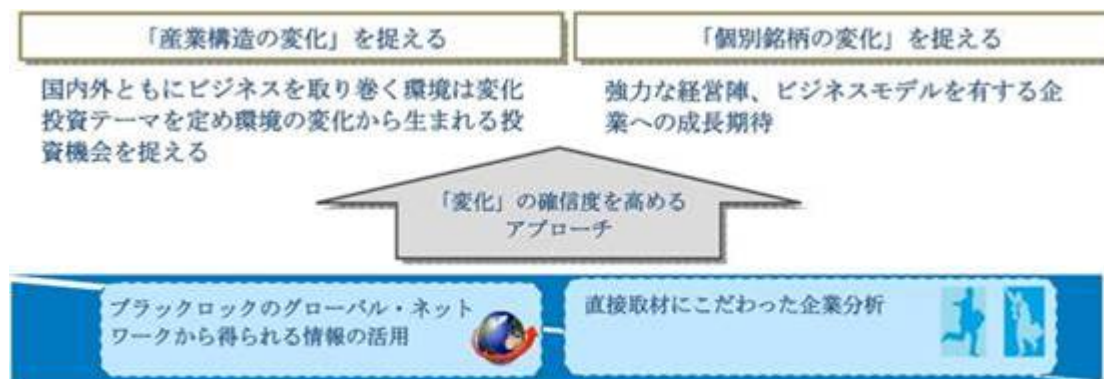 「産業構造の変化」を捉える
国内外ともにビジネスを取り巻く環境は変化
投資テーマを定め環境の変化から生まれる投
資機会を捉える
「個別銘柄の変化」を捉える
強力な経営陣、ビジネスモデルを有する企
業への成長期待
「変化」の確信度を高める
アプローチ
ブラックロックのグローバル・ネット
ワークから得られる情報の活用
直接取材にこだわった企業分析